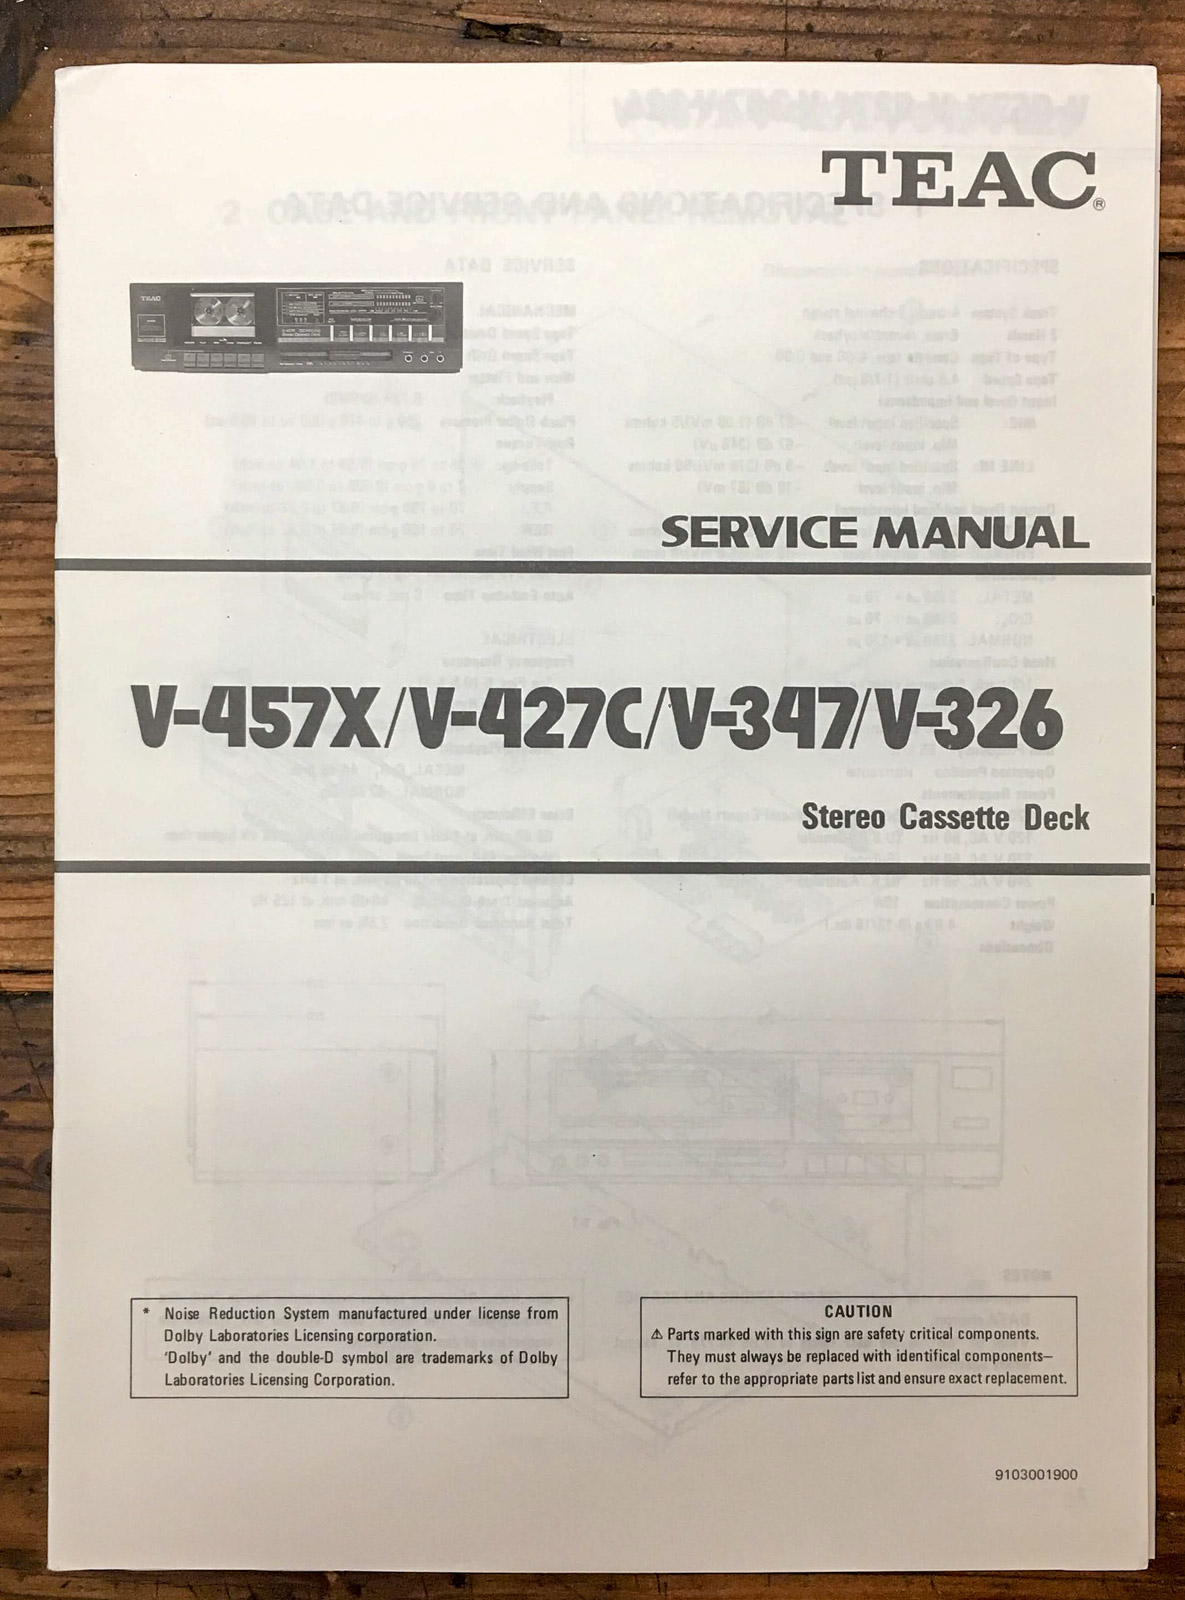 TEAC®
TEAC
SERVICE MANUAL
V-457X/V-427C/V-347/V-326
Stereo Cassette Deck
* Noise Reduction System manufactured under license from
Dolby Laboratories Licensing corporation.
'Dolby' and the double-D symbol are trademarks of Dolby
Laboratories Licensing Corporation.
CAUTION
⚠ Parts marked with this sign are safety critical components.
They must always be replaced with identifical components–
refer to the appropriate parts list and ensure exact replacement.
9103001900